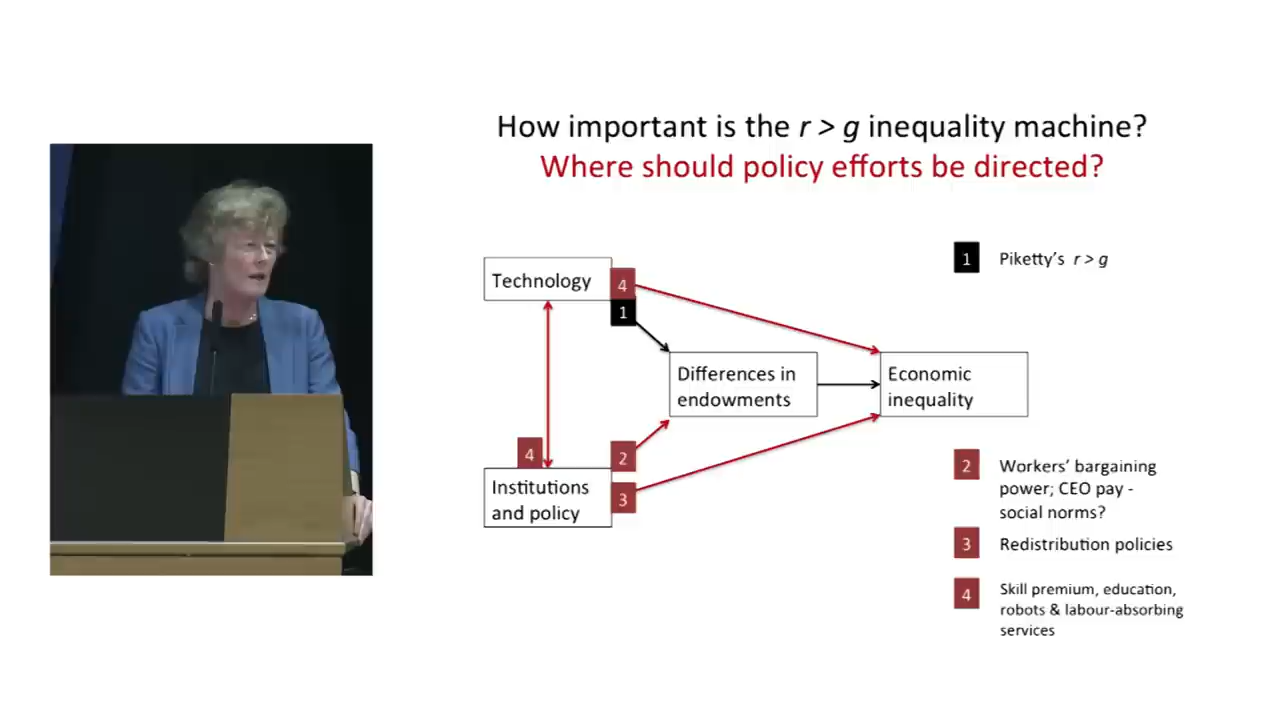 How important is the r > g inequality machine?
Where should policy efforts be directed?
Technology
4
1
1
Piketty's r > g
Differences in
endowments
Economic
inequality
4
2
3
Institutions
and policy
2
Workers' bargaining
power; CEO pay -
social norms?
3
Redistribution policies
4
Skill premium, education,
robots & labour-absorbing
services